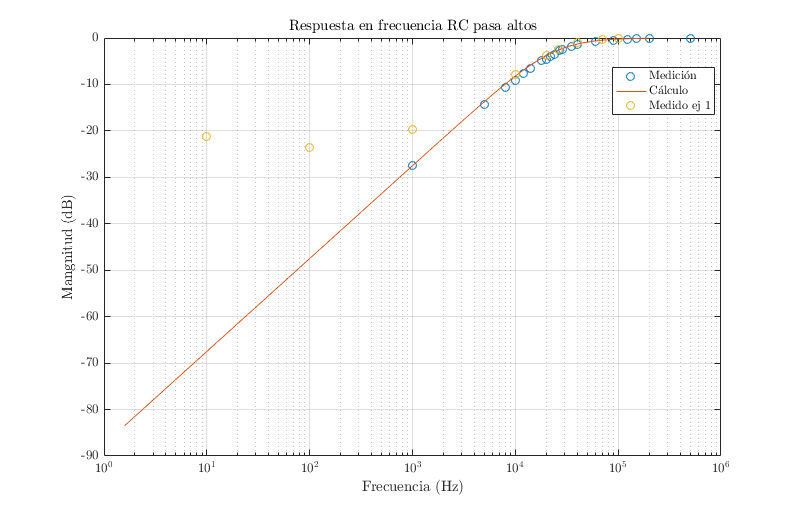 Respuesta en frecuencia RC pasa altos
0
-10
-20
-30
-40
-50
-60
-70
-80
-90
Mangnitud (dB)
Medición
Cálculo
Medido ej 1
10^0
10^1
10^2
10^3
10^4
10^5
10^6
Frecuencia (Hz)